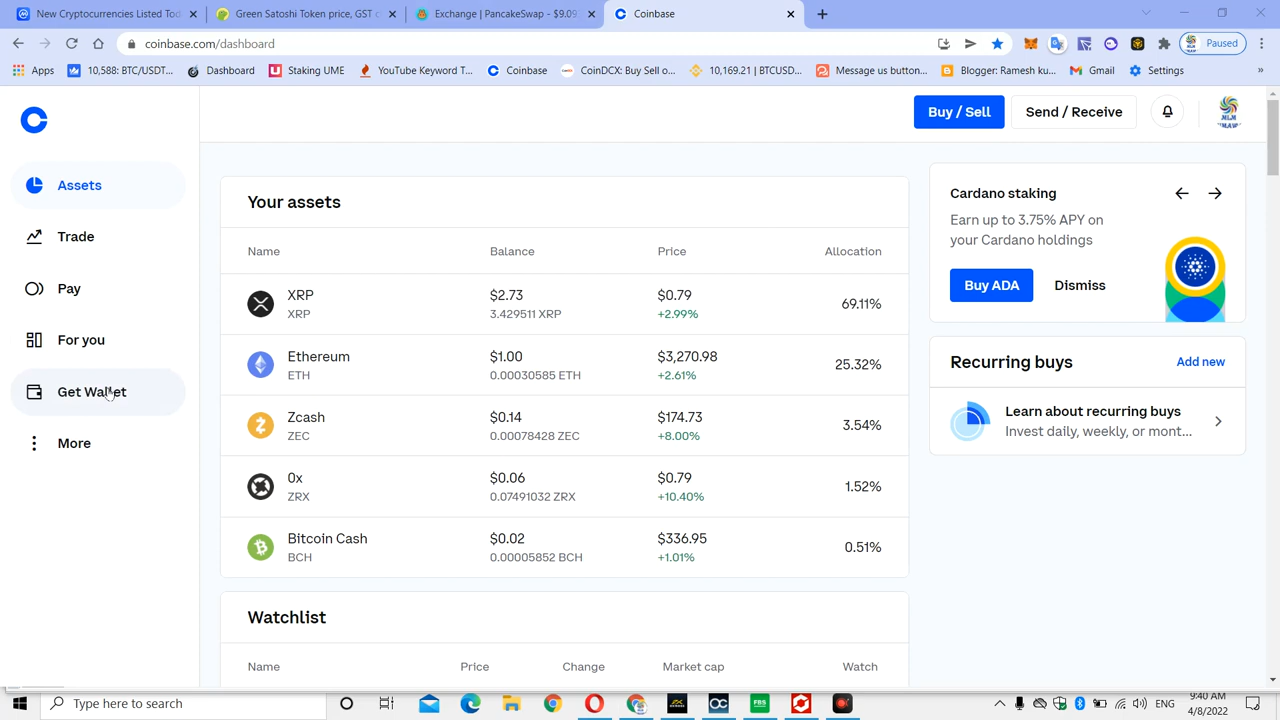 New Cryptocurrencies Listed Tod
Green Satoshi Token price, GST c
Exchange | PancakeSwap - $9.09
Coinbase
coinbase.com/dashboard
Paused
Apps
10,588: BTC/USDT...
Dashboard
Staking UME
YouTube Keyword T...
Coinbase
CoinDCX: Buy Sell o...
10,169.21 | BTCUSD...
Message us button...
Blogger: Ramesh ku...
Gmail
Settings
»
Buy / Sell
Send / Receive
MLM
Assets
Trade
Pay
For you
Get Wallet
More
Your assets
Name Balance Price Allocation
XRP $2.73 $0.79 69.11%
XRP 3.429511 XRP +2.99%
Ethereum $1.00 $3,270.98 25.32%
ETH 0.00030585 ETH +2.61%
Zcash $0.14 $174.73 3.54%
ZEC 0.00078428 ZEC +8.00%
0x $0.06 $0.79 1.52%
ZRX 0.07491032 ZRX +10.40%
Bitcoin Cash $0.02 $336.95 0.51%
BCH 0.00005852 BCH +1.01%
Watchlist
Name Price Change Market cap Watch
Cardano staking
Earn up to 3.75% APY on
your Cardano holdings
Buy ADA Dismiss
Recurring buys Add new
Learn about recurring buys
Invest daily, weekly, or mont...
Type here to search
FBS
ENG
9:40 AM
4/8/2022